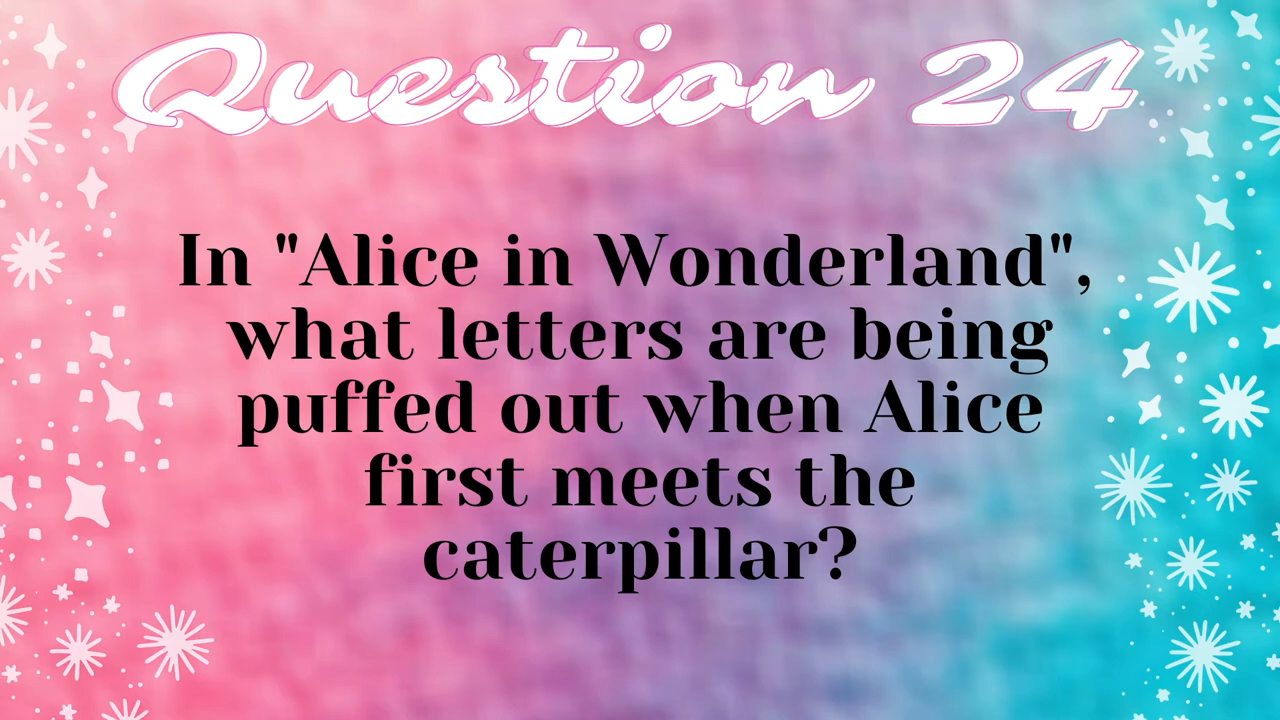 Question 24
In "Alice in Wonderland",
what letters are being
puffed out when Alice
first meets the
caterpillar?